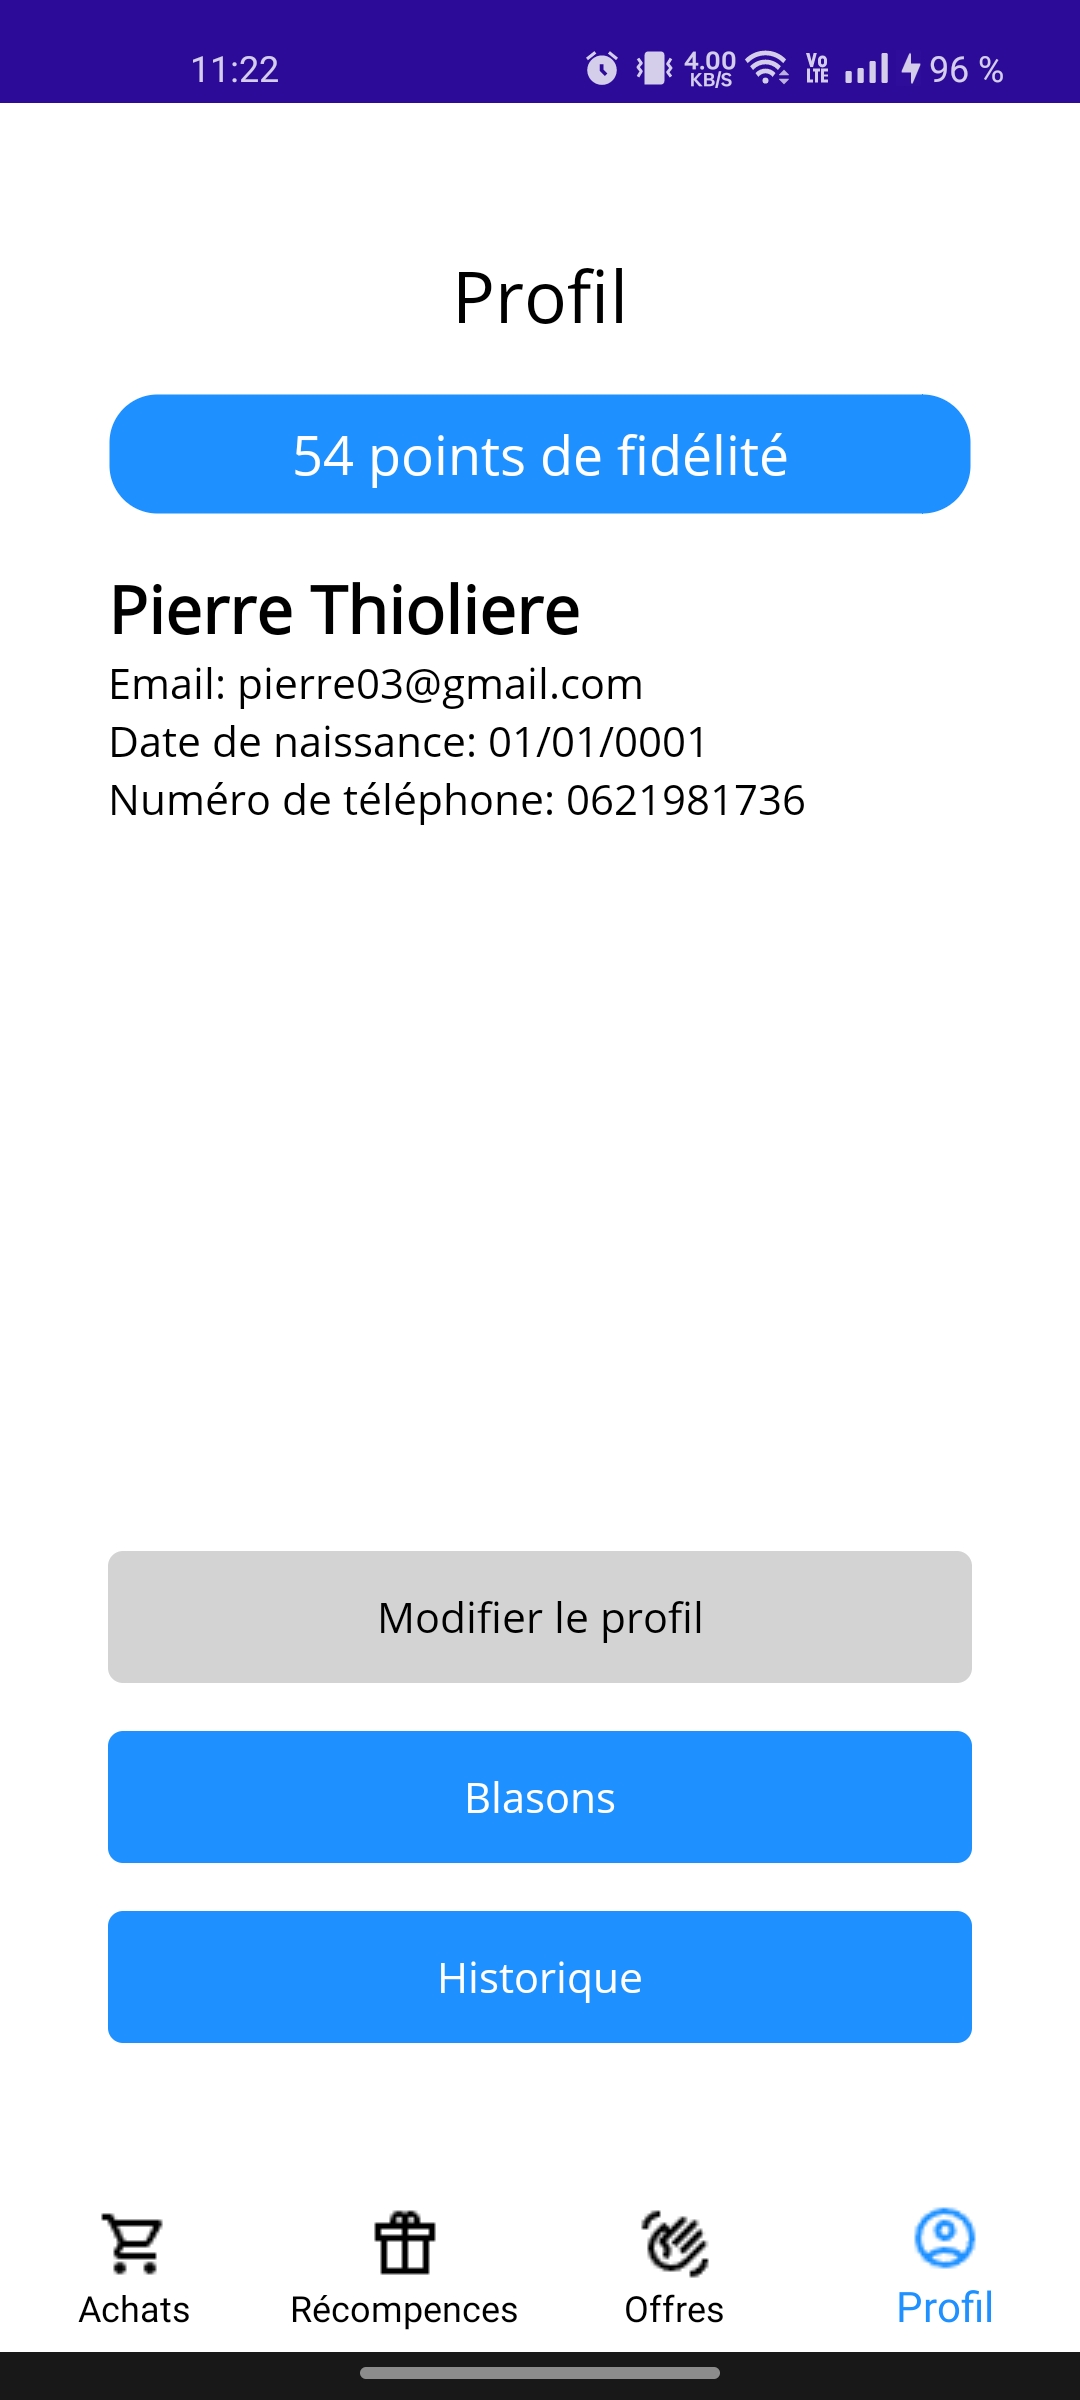 11:22
4.00
KB/S
Vo
LTE
96 %
Profil
54 points de fidélité
Pierre Thioliere
Email: pierre03@gmail.com
Date de naissance: 01/01/0001
Numéro de téléphone: 0621981736
Modifier le profil
Blasons
Historique
Achats
Récompences
Offres
Profil